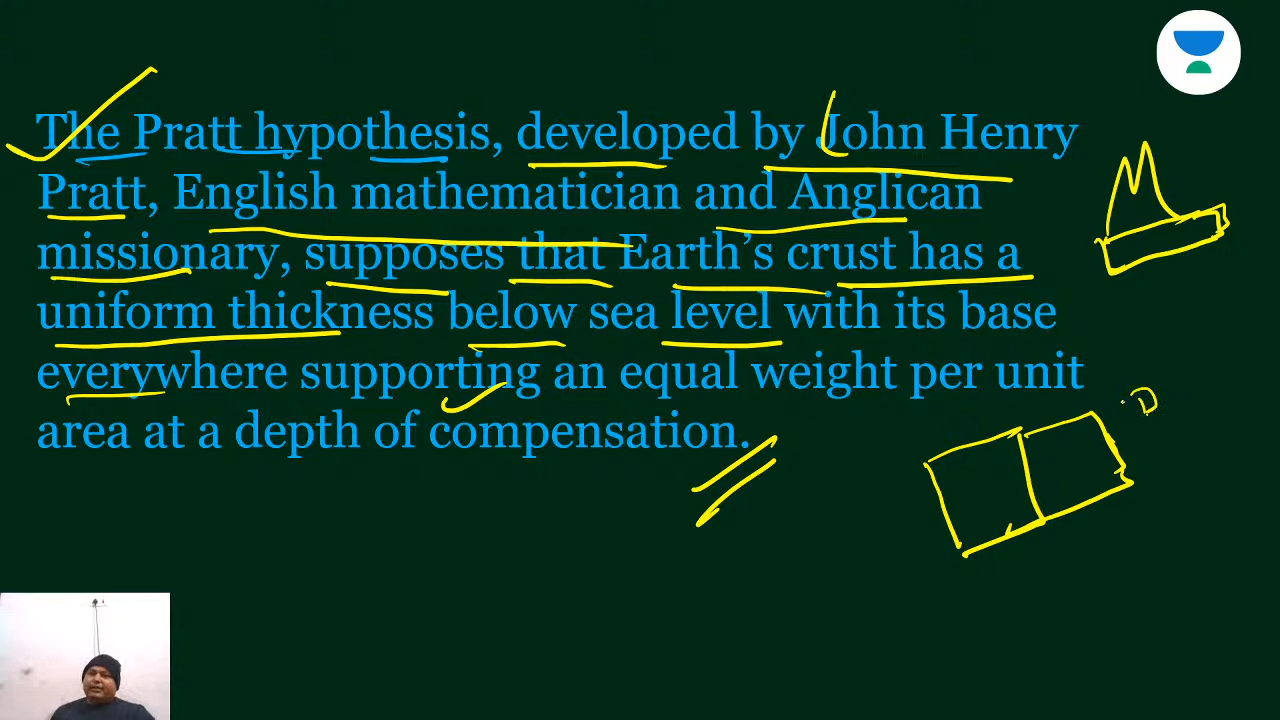 The Pratt hypothesis, developed by John Henry
Pratt, English mathematician and Anglican
missionary, supposes that Earth’s crust has a
uniform thickness below sea level with its base
everywhere supporting an equal weight per unit
area at a depth of compensation.
D